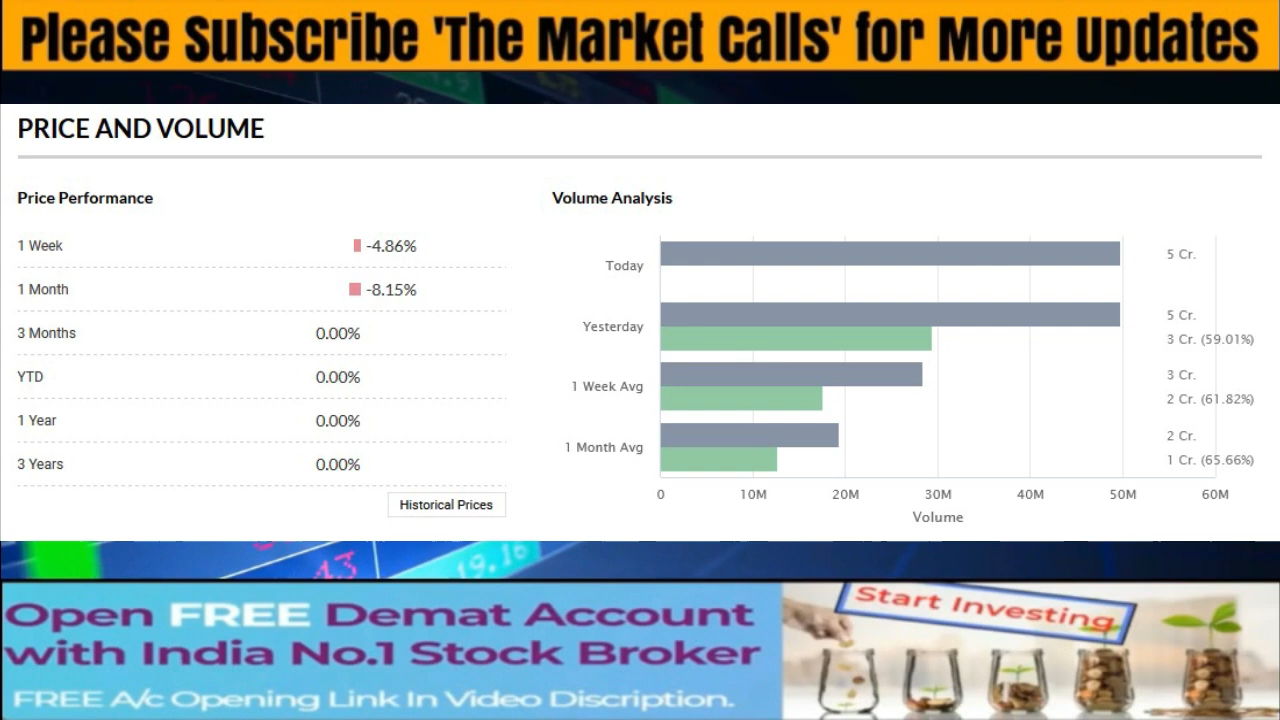 Please Subscribe 'The Market Calls' for More Updates
PRICE AND VOLUME
Price Performance
1 Week -4.86%
1 Month -8.15%
3 Months 0.00%
YTD 0.00%
1 Year 0.00%
3 Years 0.00%
Historical Prices
Volume Analysis
Today 5 Cr.
Yesterday 5 Cr.
3 Cr. (59.01%)
1 Week Avg 3 Cr.
2 Cr. (61.82%)
1 Month Avg 2 Cr.
1 Cr. (65.66%)
0 10M 20M 30M 40M 50M 60M
Volume
19.16
Open FREE Demat Account
with India No.1 Stock Broker
FREE A/c Opening Link In Video Discription.
Start Investing